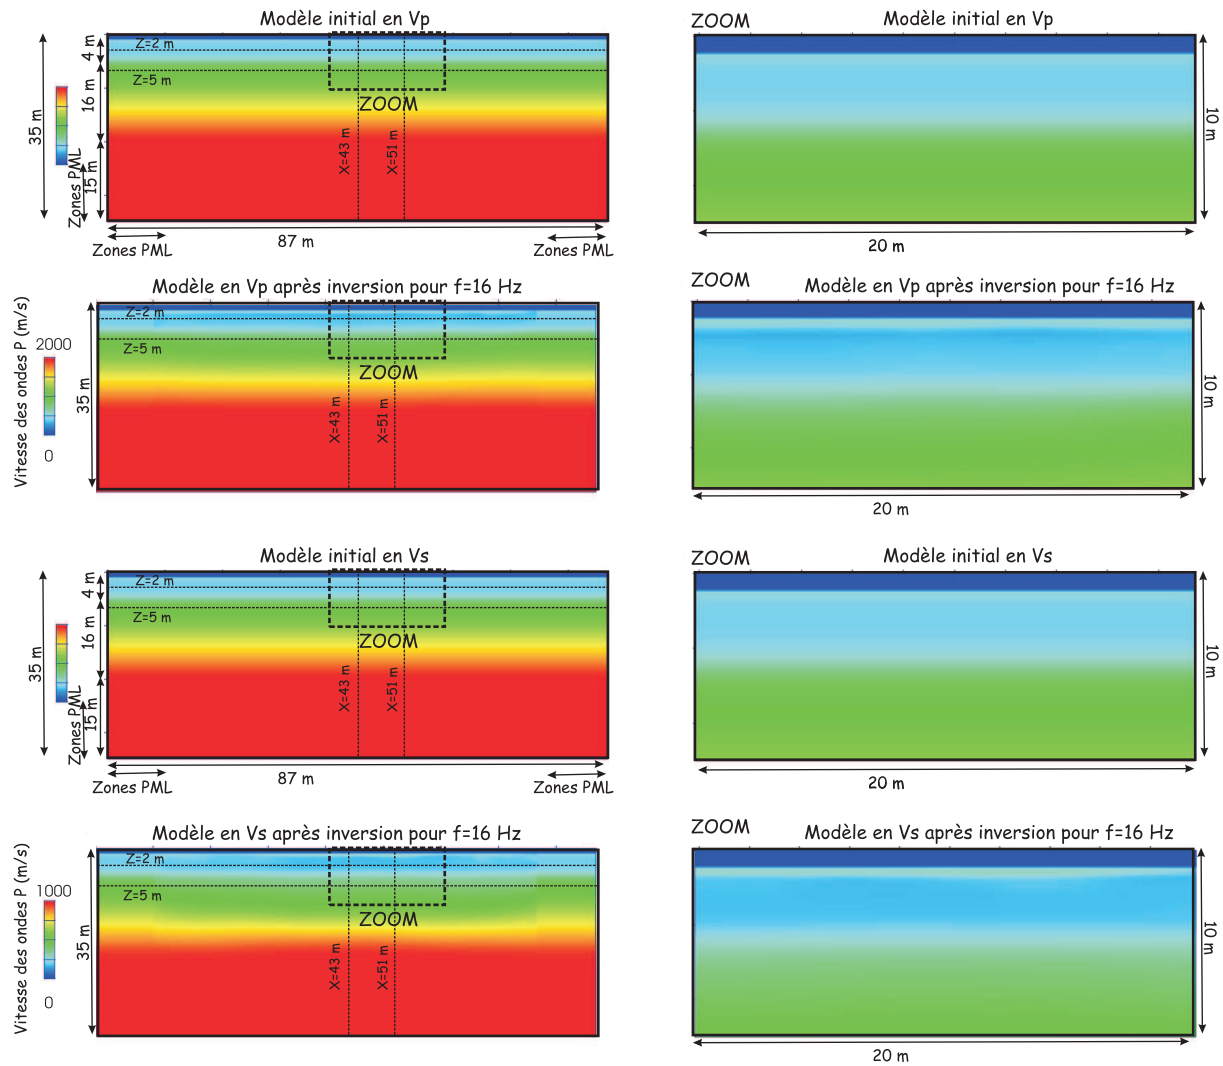 Modèle initial en Vp
Z=2 m
Z=5 m
4 m
16 m
15 m
35 m
Zones PML
ZOOM
X=43 m
X=51 m
87 m
Zones PML
Zones PML
ZOOM
Modèle initial en Vp
10 m
20 m
Modèle en Vp après inversion pour f=16 Hz
Z=2 m
Z=5 m
Vitesse des ondes P (m/s)
2000
0
35 m
ZOOM
X=43 m
X=51 m
ZOOM
Modèle en Vp après inversion pour f=16 Hz
10 m
20 m
Modèle initial en Vs
Z=2 m
Z=5 m
4 m
16 m
15 m
35 m
Zones PML
ZOOM
X=43 m
X=51 m
87 m
Zones PML
Zones PML
ZOOM
Modèle initial en Vs
10 m
20 m
Modèle en Vs après inversion pour f=16 Hz
Z=2 m
Z=5 m
Vitesse des ondes P (m/s)
1000
0
35 m
ZOOM
X=43 m
X=51 m
ZOOM
Modèle en Vs après inversion pour f=16 Hz
10 m
20 m